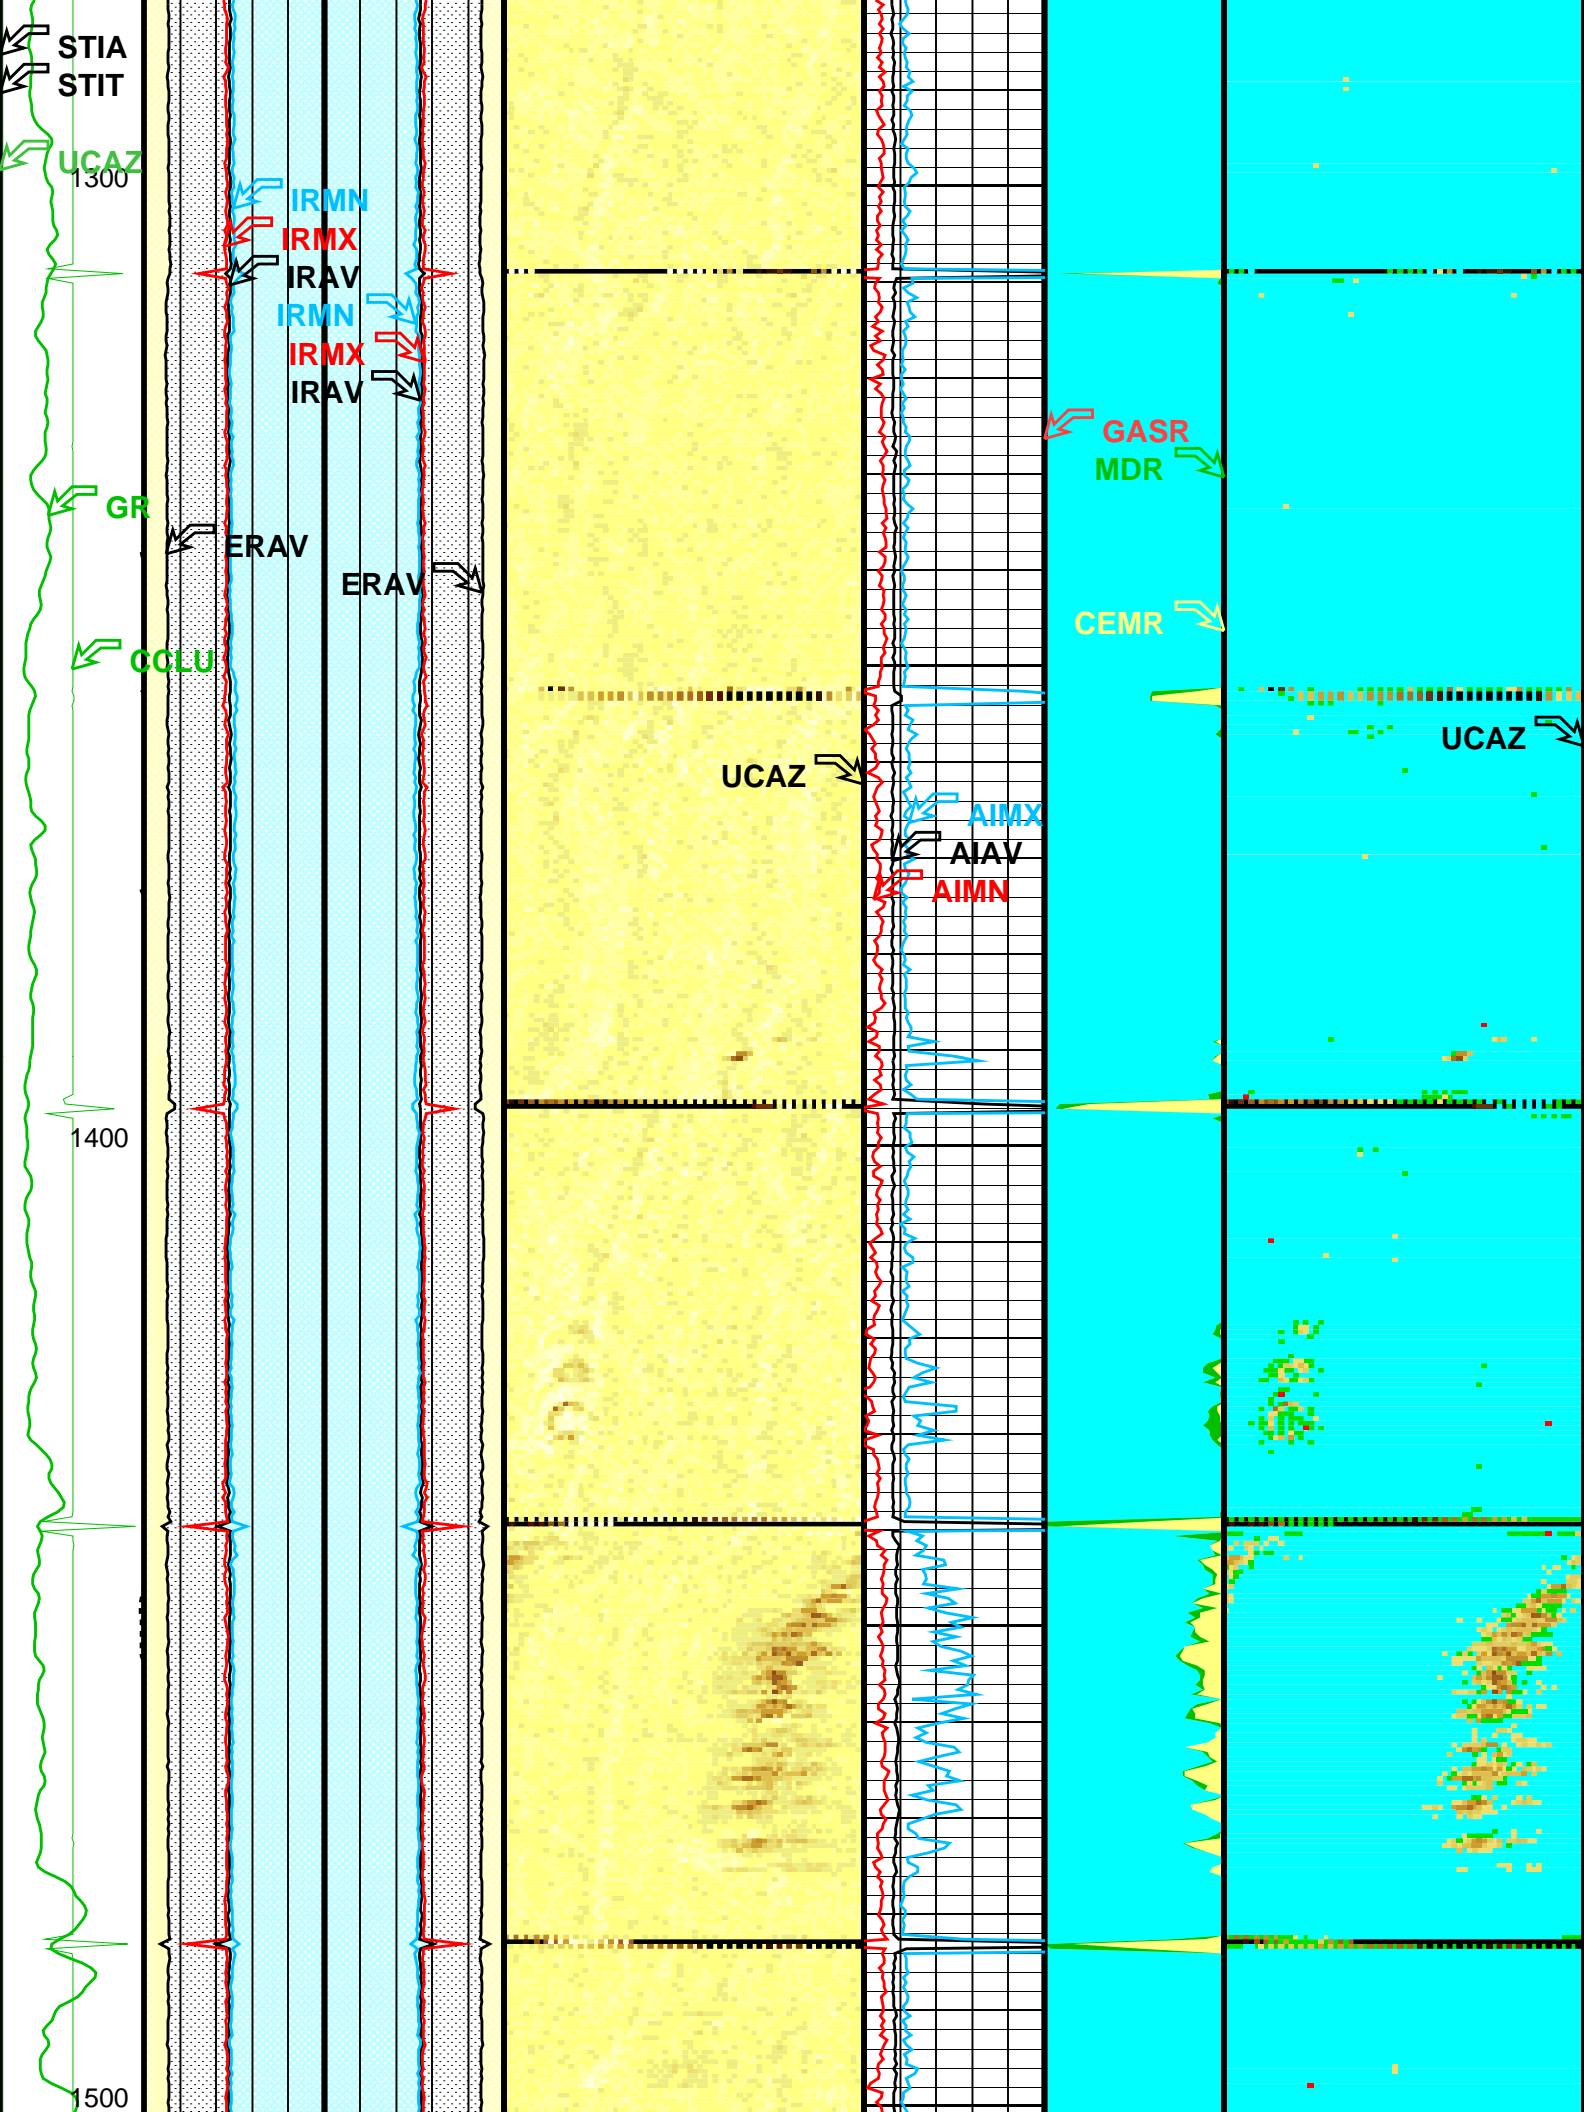 STIA
STIT
UCAZ
1300
IRMN
IRMX
IRAV
IRMN
IRMX
IRAV
GASR
MDR
GR
ERAV
ERAV
CEMR
CCLU
UCAZ
UCAZ
AIMX
AIAV
AIMN
1400
1500